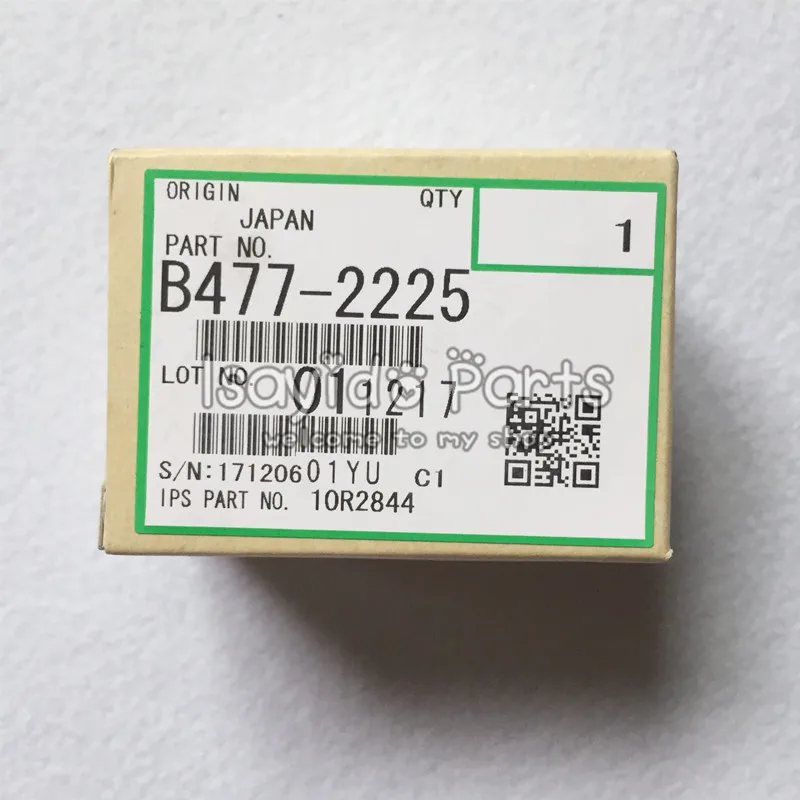 ORIGIN QTY
JAPAN 1
PART NO.
B477-2225
Isayido Parts
LOT NO. 011217
welcome to my shop
S/N:17120601YU C1
IPS PART NO. 10R2844